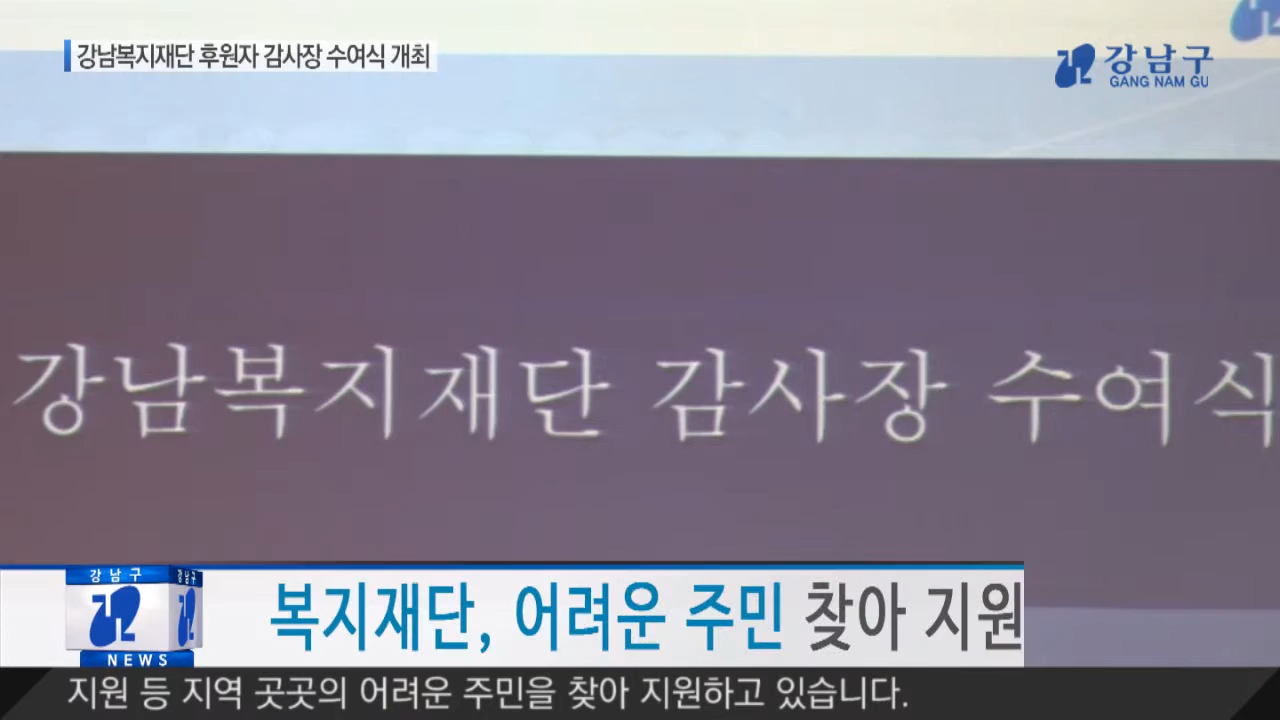 강남복지재단 후원자 감사장 수여식 개최
강남구
GANG NAM GU
강남복지재단 감사장 수여식
강남구 강남구
복지재단, 어려운 주민 찾아 지원
NEWS
지원 등 지역 곳곳의 어려운 주민을 찾아 지원하고 있습니다.